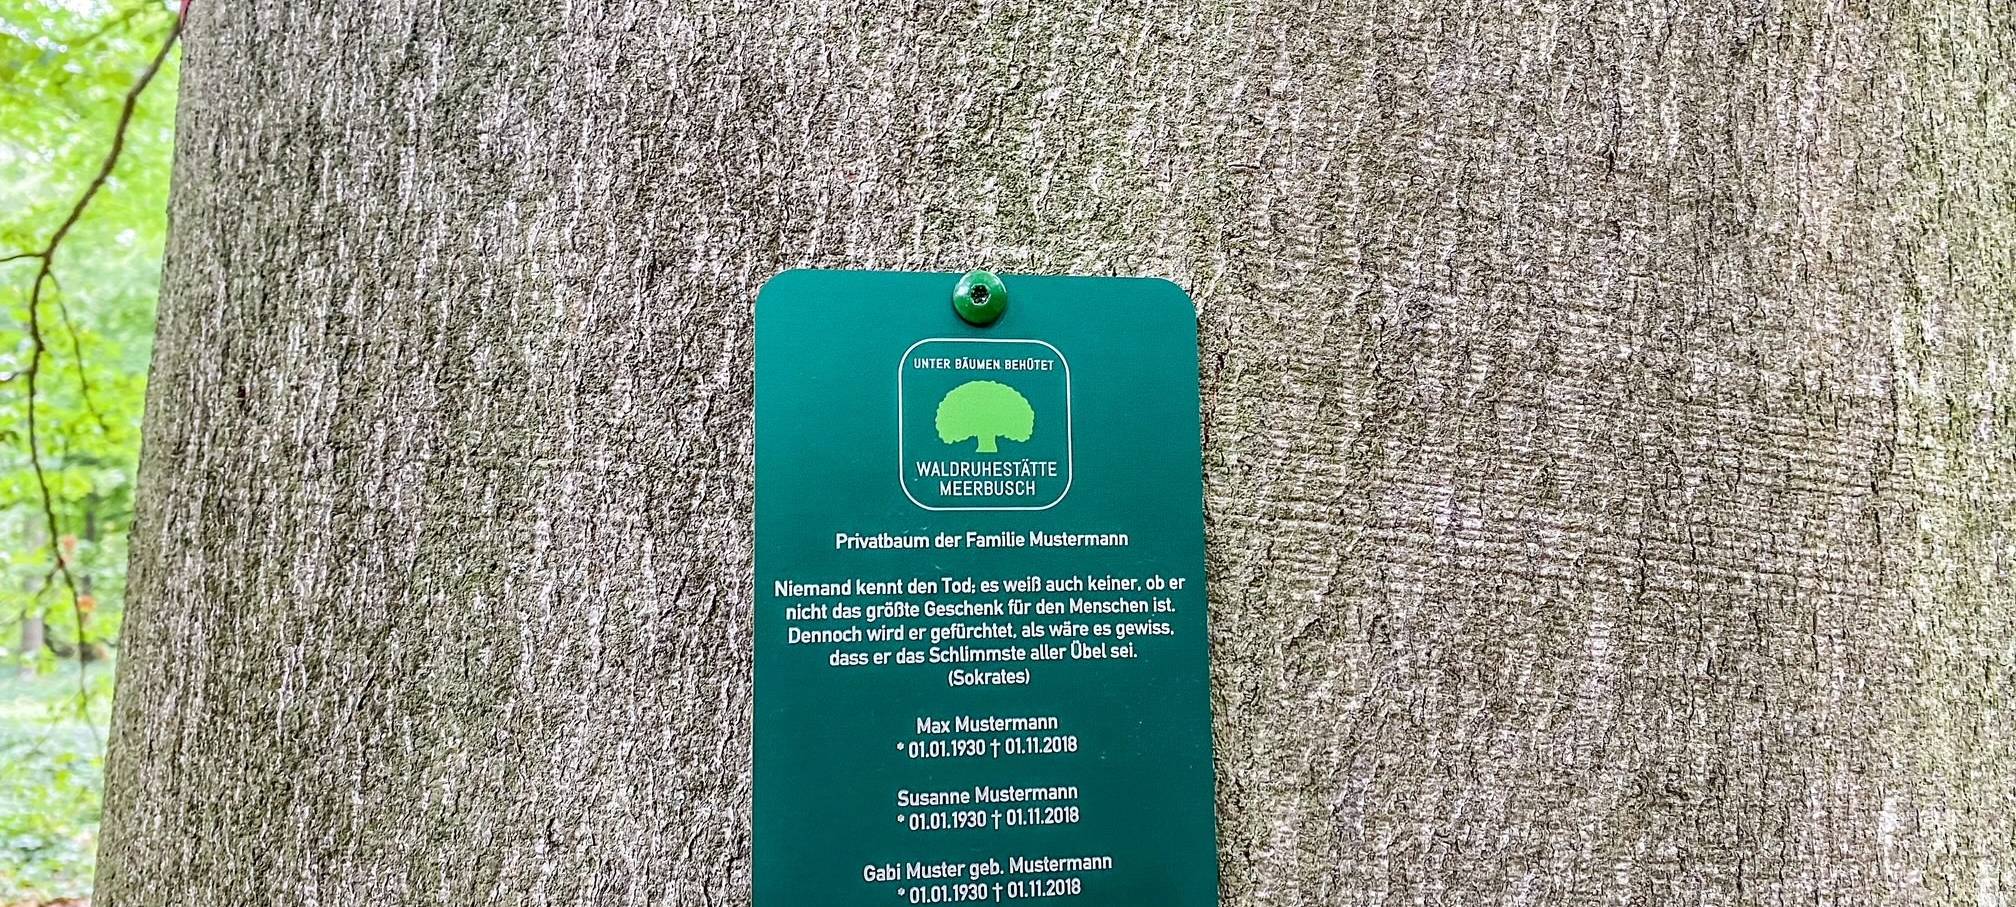 UNTER BÄUMEN BEHÜTET
WALDRUHESTÄTTE
MEERBUSCH
Privatbaum der Familie Mustermann
Niemand kennt den Tod; es weiß auch keiner, ob er
nicht das größte Geschenk für den Menschen ist.
Dennoch wird er gefürchtet, als wäre es gewiss,
dass er das Schlimmste aller Übel sei.
(Sokrates)
Max Mustermann
* 01.01.1930 † 01.11.2018
Susanne Mustermann
* 01.01.1930 † 01.11.2018
Gabi Muster geb. Mustermann
* 01.01.1930 † 01.11.2018